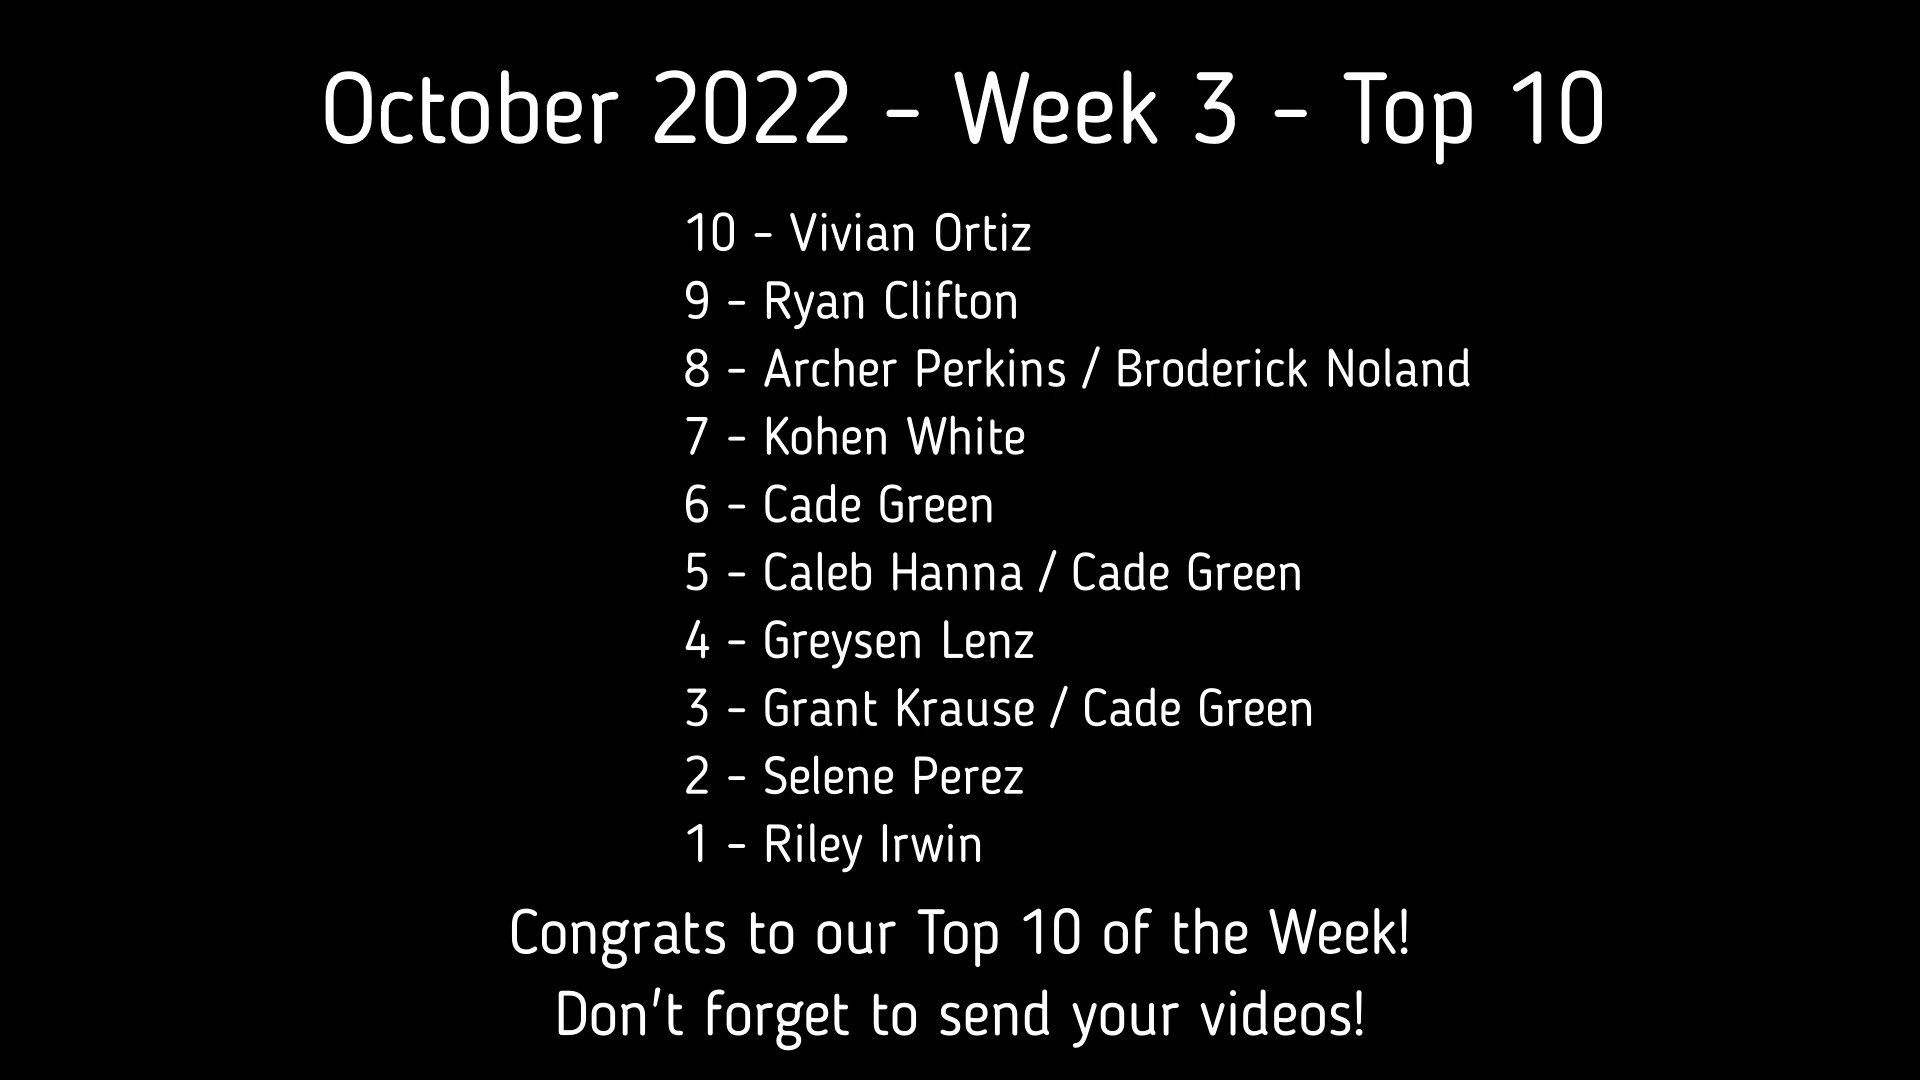 October 2022 - Week 3 - Top 10
10 - Vivian Ortiz
9 - Ryan Clifton
8 - Archer Perkins / Broderick Noland
7 - Kohen White
6 - Cade Green
5 - Caleb Hanna / Cade Green
4 - Greysen Lenz
3 - Grant Krause / Cade Green
2 - Selene Perez
1 - Riley Irwin
Congrats to our Top 10 of the Week!
Don't forget to send your videos!